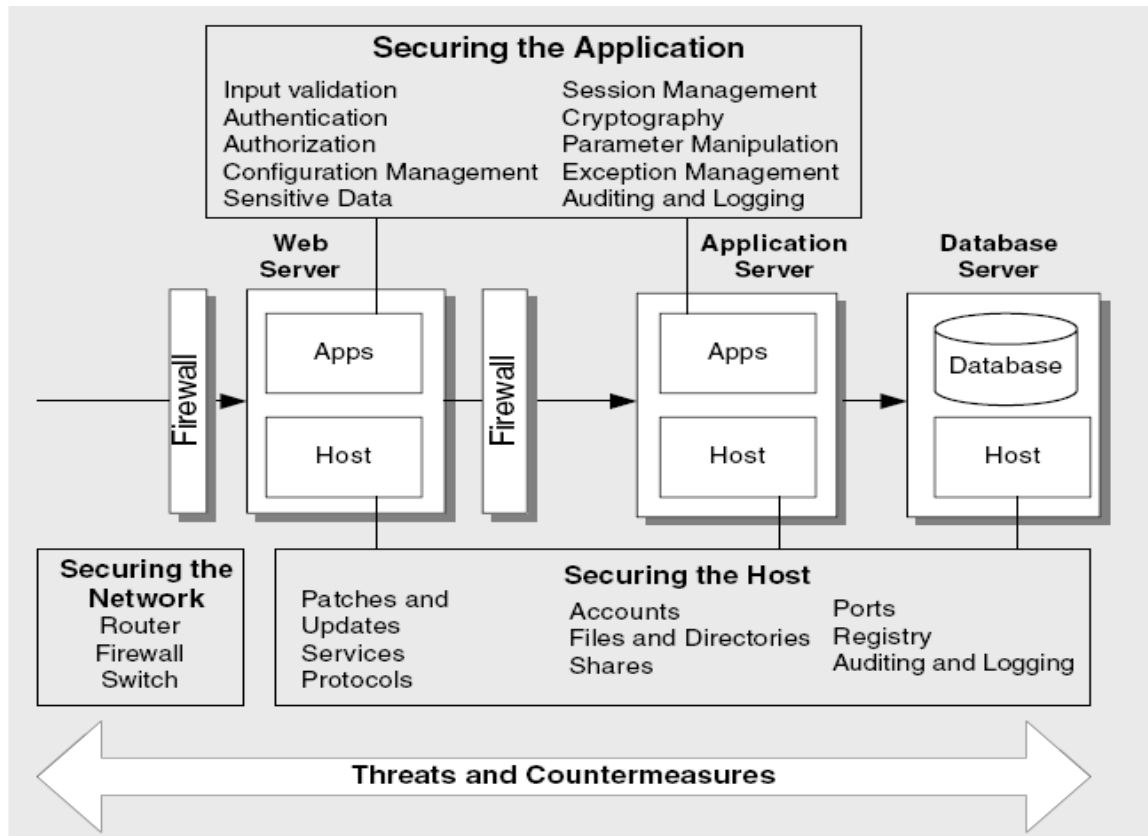 Securing the Application
Input validation
Authentication
Authorization
Configuration Management
Sensitive Data
Session Management
Cryptography
Parameter Manipulation
Exception Management
Auditing and Logging
Web
Server
Application
Server
Database
Server
Firewall
Apps
Host
Firewall
Apps
Host
Database
Host
Securing the
Network
Router
Firewall
Switch
Securing the Host
Patches and
Updates
Services
Protocols
Accounts
Files and Directories
Shares
Ports
Registry
Auditing and Logging
Threats and Countermeasures